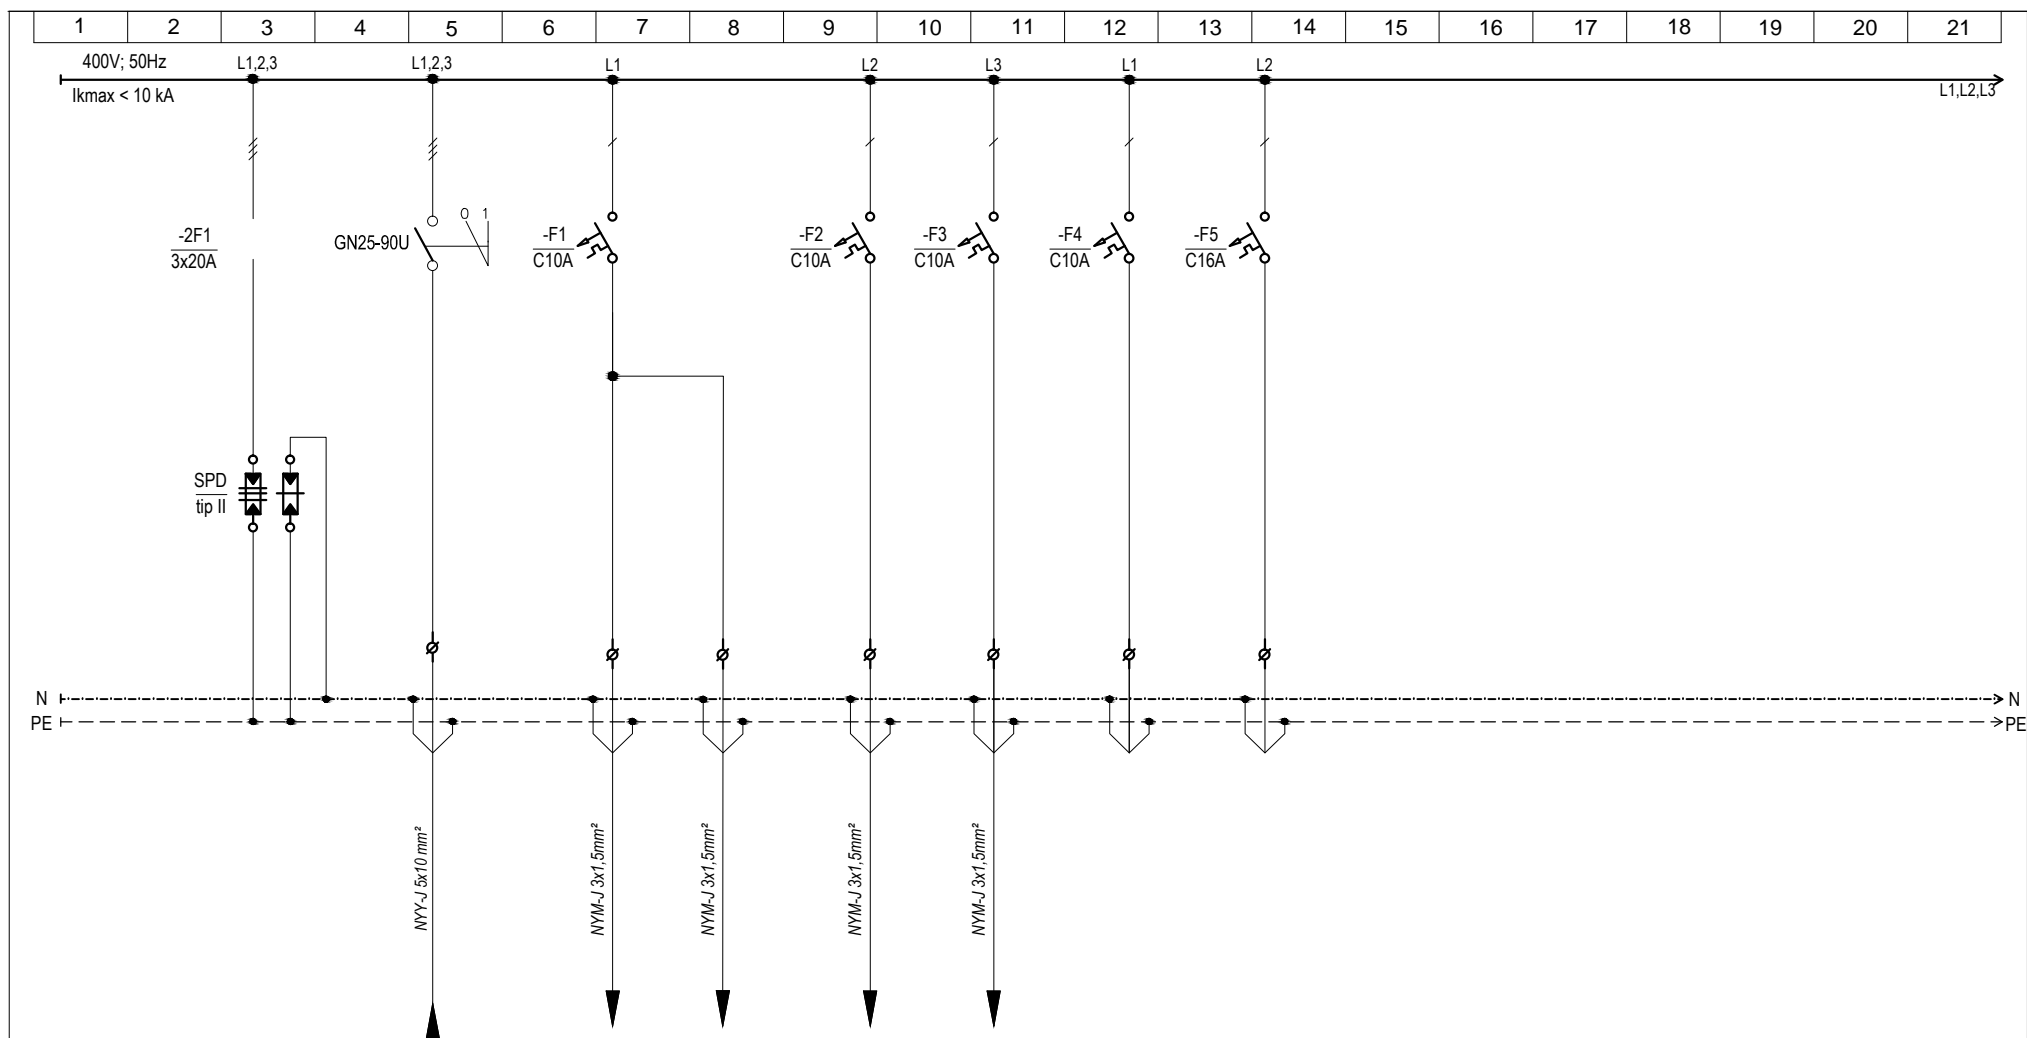 1 2 3 4 5 6 7 8 9 10 11 12 13 14 15 16 17 18 19 20 21
400V; 50Hz L1,2,3 L1,2,3 L1 L2 L3 L1 L2
Ikmax < 10 kA L1,L2,L3
0 1
-2F1 GN25-90U -F1 -F2 -F3 -F4 -F5
3x20A C10A C10A C10A C10A C16A
SPD
tip II
N N
PE PE
NYY-J 5x10 mm²
NYM-J 3x1,5mm²
NYM-J 3x1,5mm²
NYM-J 3x1,5mm²
NYM-J 3x1,5mm²